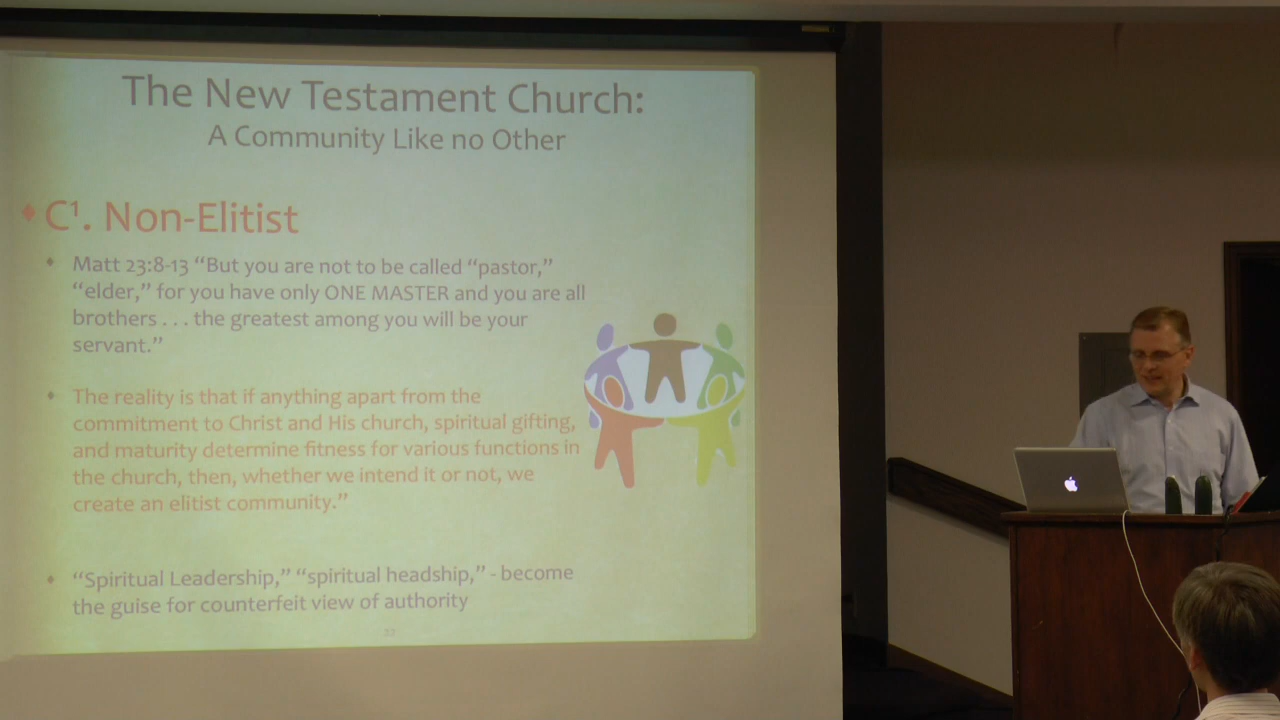 The New Testament Church:
A Community Like no Other
C¹. Non-Elitist
Matt 23:8-13 “But you are not to be called “pastor,”
“elder,” for you have only ONE MASTER and you are all
brothers . . . the greatest among you will be your
servant.”
The reality is that if anything apart from the
commitment to Christ and His church, spiritual gifting,
and maturity determine fitness for various functions in
the church, then, whether we intend it or not, we
create an elitist community.”
“Spiritual Leadership,” “spiritual headship,” - become
the guise for counterfeit view of authority